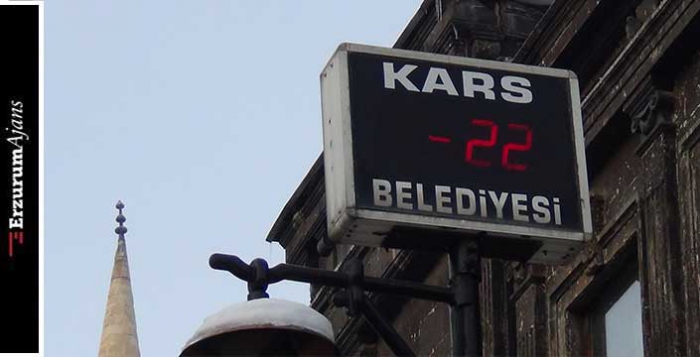 ErzurumAjans
KARS
-22
BELEDİYESİ